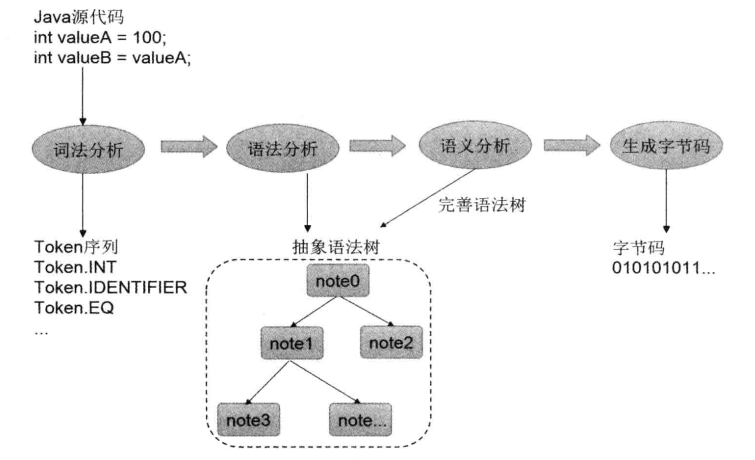 Java源代码
int valueA = 100;
int valueB = valueA;
词法分析
语法分析
语义分析
生成字节码
完善语法树
Token序列
Token.INT
Token.IDENTIFIER
Token.EQ
...
抽象语法树
note0
note1
note2
note3
note...
字节码
010101011...